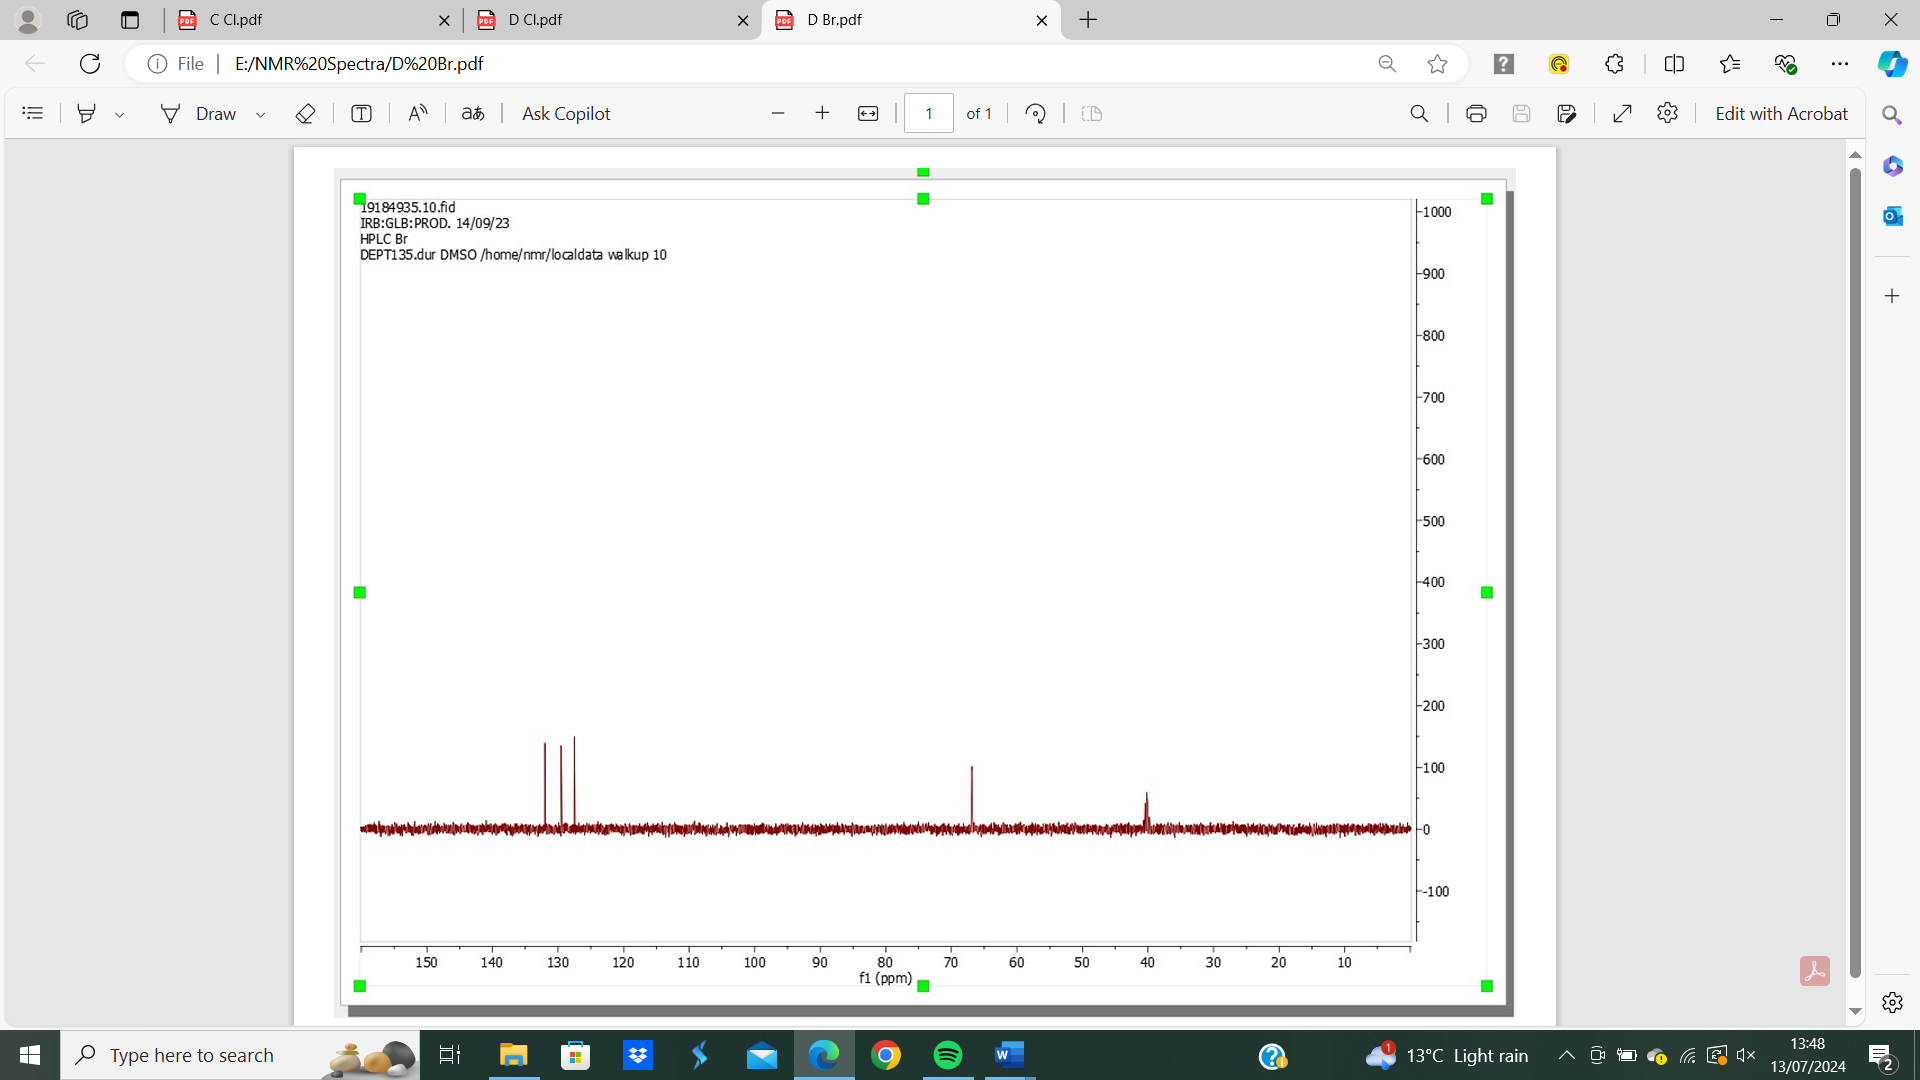 C Cl.pdf
D Cl.pdf
D Br.pdf
File
E:/NMR%20Spectra/D%20Br.pdf
Draw
Ask Copilot
1
of 1
Edit with Acrobat
19184935.10.fid
IRB:GLB:PROD. 14/09/23
HPLC Br
DEPT135.dur DMSO /home/nmr/localdata walkup 10
1000
900
800
700
600
500
400
300
200
100
0
-100
150 140 130 120 110 100 90 80 70 60 50 40 30 20 10
f1 (ppm)
Type here to search
1
13°C Light rain
13:48
13/07/2024
2